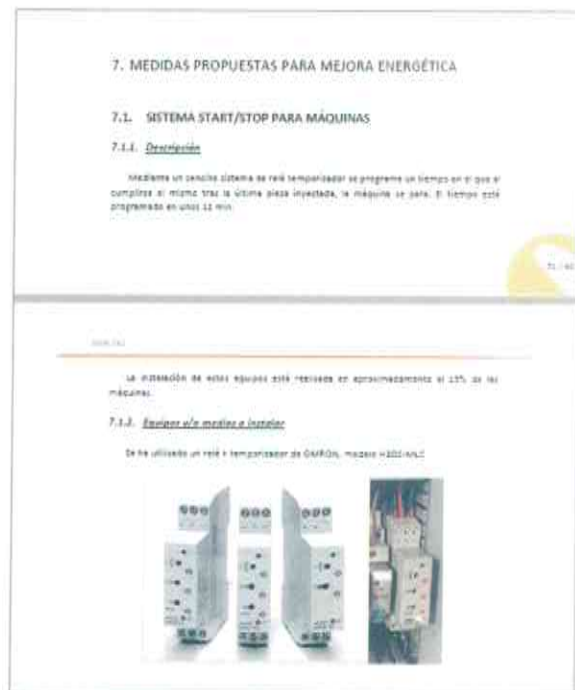 7. MEDIDAS PROPUESTAS PARA MEJORA ENERGÉTICA
7.1. SISTEMA START/STOP PARA MÁQUINAS
7.1.1. Descripción
Mediante un sencillo sistema de relé temporizador se programa un tiempo en el que al
cumplirse el mismo tras la última pieza inyectada, la máquina se para. El tiempo está
programado en unos 12 min.
La instalación de estos equipos está realizada en aproximadamente el 15% de las
máquinas.
7.1.2. Equipos y/o medios a instalar
Se ha utilizado un relé + temporizador de OMRON, modelo